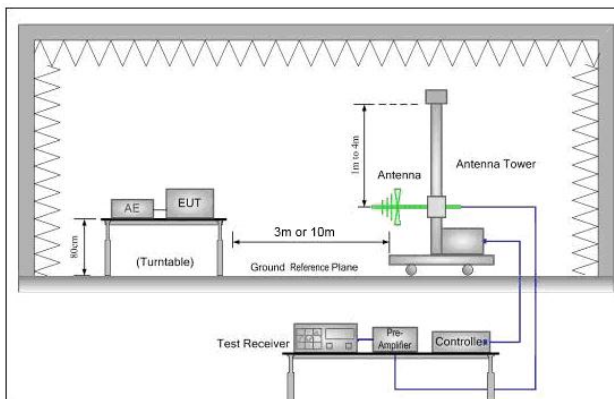 1m to 4m
Antenna
Antenna Tower
AE
EUT
80cm
(Turntable)
3m or 10m
Ground Reference Plane
Test Receiver
Pre-
Amplifier
Controller